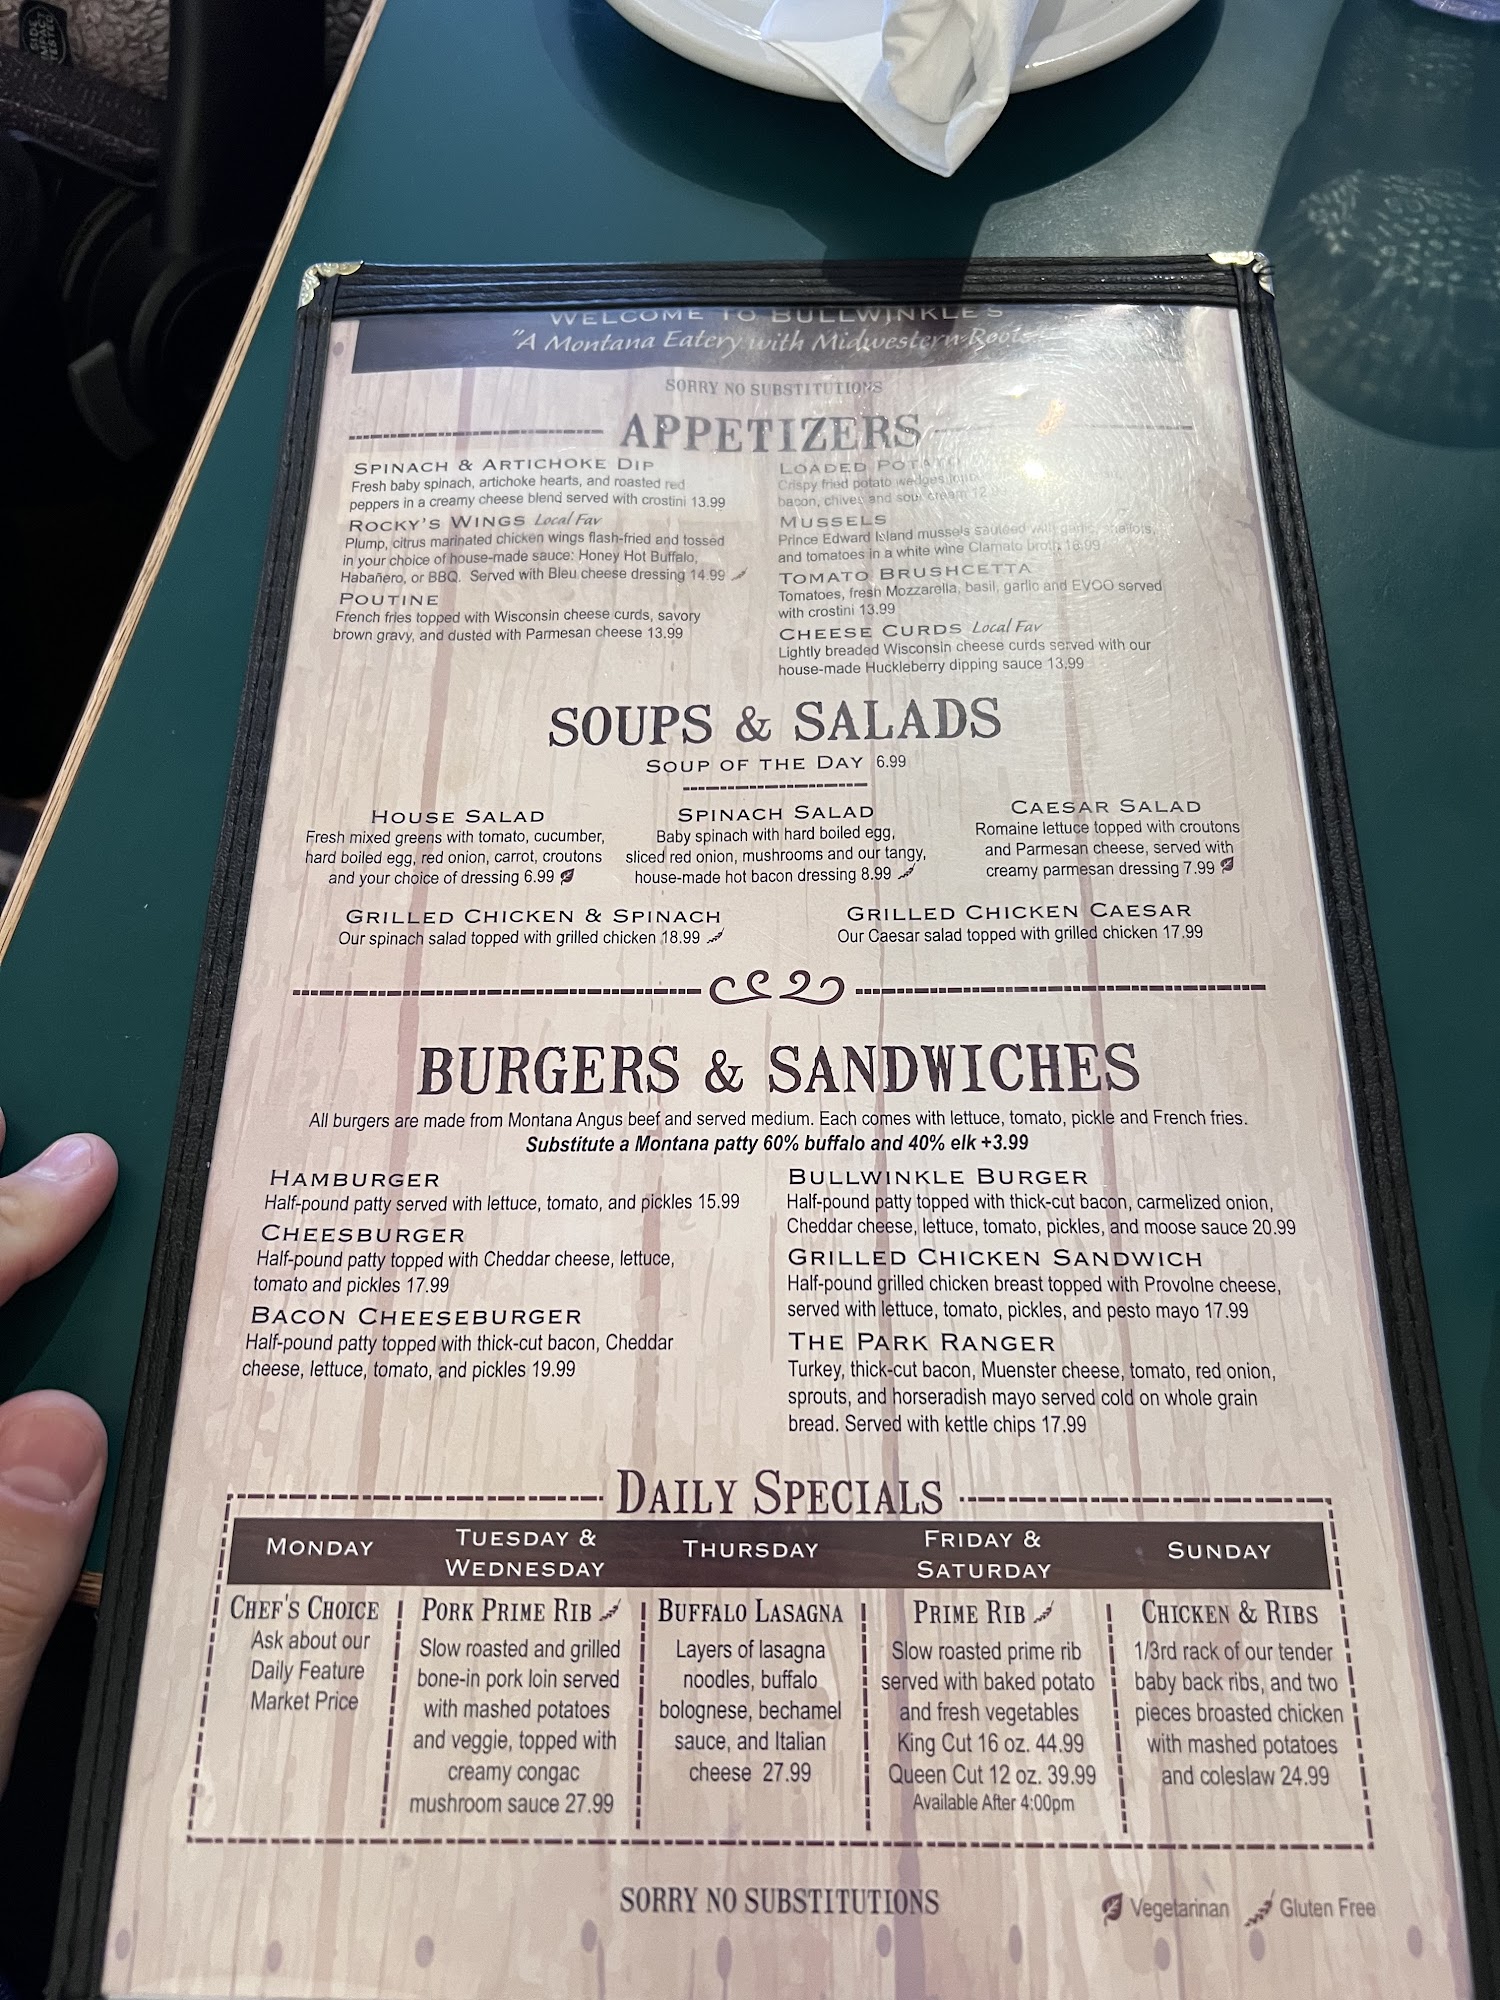 SIDE
IMPACT
TESTED
WELCOME TO BULLWINKLE'S
"A Montana Eatery with Midwestern Roots
SORRY NO SUBSTITUTIONS
APPETIZERS
SPINACH & ARTICHOKE DIP
Fresh baby spinach, artichoke hearts, and roasted red
peppers in a creamy cheese blend served with crostini 13.99
ROCKY'S WINGS Local Fav
Plump, citrus marinated chicken wings flash-fried and tossed
in your choice of house-made sauce: Honey Hot Buffalo,
Habañero, or BBQ. Served with Bleu cheese dressing 14.99
POUTINE
French fries topped with Wisconsin cheese curds, savory
brown gravy, and dusted with Parmesan cheese 13.99
LOADED POTATO
Crispy fried potato wedges
bacon, chives and sour cream
MUSSELS
Prince Edward Island mussels sauteed with garlic, shallots,
and tomatoes in a white wine Clamato broth
TOMATO BRUSHCETTA
Tomatoes, fresh Mozzarella, basil, garlic and EVOO served
with crostini 13.99
CHEESE CURDS Local Fav
Lightly breaded Wisconsin cheese curds served with our
house-made Huckleberry dipping sauce 13.99
SOUPS & SALADS
SOUP OF THE DAY 6.99
HOUSE SALAD
Fresh mixed greens with tomato, cucumber,
hard boiled egg, red onion, carrot, croutons
and your choice of dressing 6.99
SPINACH SALAD
Baby spinach with hard boiled egg,
sliced red onion, mushrooms and our tangy,
house-made hot bacon dressing 8.99
CAESAR SALAD
Romaine lettuce topped with croutons
and Parmesan cheese, served with
creamy parmesan dressing 7.99
GRILLED CHICKEN & SPINACH
Our spinach salad topped with grilled chicken 18.99
GRILLED CHICKEN CAESAR
Our Caesar salad topped with grilled chicken 17.99
BURGERS & SANDWICHES
All burgers are made from Montana Angus beef and served medium. Each comes with lettuce, tomato, pickle and French fries.
Substitute a Montana patty 60% buffalo and 40% elk +3.99
HAMBURGER
Half-pound patty served with lettuce, tomato, and pickles 15.99
CHEESBURGER
Half-pound patty topped with Cheddar cheese, lettuce,
tomato and pickles 17.99
BACON CHEESEBURGER
Half-pound patty topped with thick-cut bacon, Cheddar
cheese, lettuce, tomato, and pickles 19.99
BULLWINKLE BURGER
Half-pound patty topped with thick-cut bacon, carmelized onion,
Cheddar cheese, lettuce, tomato, pickles, and moose sauce 20.99
GRILLED CHICKEN SANDWICH
Half-pound grilled chicken breast topped with Provolne cheese,
served with lettuce, tomato, pickles, and pesto mayo 17.99
THE PARK RANGER
Turkey, thick-cut bacon, Muenster cheese, tomato, red onion,
sprouts, and horseradish mayo served cold on whole grain
bread. Served with kettle chips 17.99
DAILY SPECIALS
MONDAY
CHEF'S CHOICE
Ask about our
Daily Feature
Market Price
TUESDAY &
WEDNESDAY
PORK PRIME RIB
Slow roasted and grilled
bone-in pork loin served
with mashed potatoes
and veggie, topped with
creamy congac
mushroom sauce 27.99
THURSDAY
BUFFALO LASAGNA
Layers of lasagna
noodles, buffalo
bolognese, bechamel
sauce, and Italian
cheese 27.99
FRIDAY &
SATURDAY
PRIME RIB
Slow roasted prime rib
served with baked potato
and fresh vegetables
King Cut 16 oz. 44.99
Queen Cut 12 oz. 39.99
Available After 4:00pm
SUNDAY
CHICKEN & RIBS
1/3rd rack of our tender
baby back ribs, and two
pieces broasted chicken
with mashed potatoes
and coleslaw 24.99
SORRY NO SUBSTITUTIONS
Vegetarinan
Gluten Free